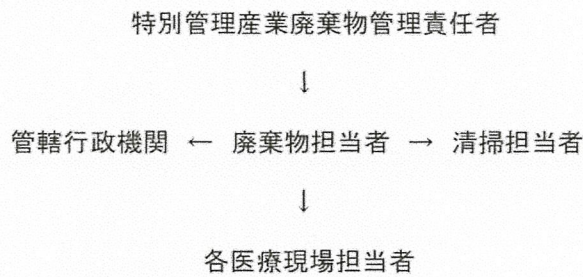 特別管理産業廃棄物管理責任者
↓
管轄行政機関 ← 廃棄物担当者 → 清掃担当者
↓
各医療現場担当者